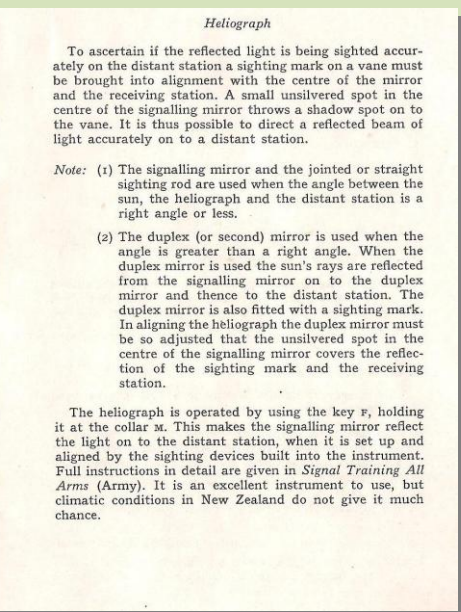 Heliograph
To ascertain if the reflected light is being sighted accur-
ately on the distant station a sighting mark on a vane must
be brought into alignment with the centre of the mirror
and the receiving station. A small unsilvered spot in the
centre of the signalling mirror throws a shadow spot on to
the vane. It is thus possible to direct a reflected beam of
light accurately on to a distant station.
Note: (1) The signalling mirror and the jointed or straight
sighting rod are used when the angle between the
sun, the heliograph and the distant station is a
right angle or less.
(2) The duplex (or second) mirror is used when the
angle is greater than a right angle. When the
duplex mirror is used the sun's rays are reflected
from the signalling mirror on to the duplex
mirror and thence to the distant station. The
duplex mirror is also fitted with a sighting mark.
In aligning the heliograph the duplex mirror must
be so adjusted that the unsilvered spot in the
centre of the signalling mirror covers the reflec-
tion of the sighting mark and the receiving
station.
The heliograph is operated by using the key F, holding
it at the collar M. This makes the signalling mirror reflect
the light on to the distant station, when it is set up and
aligned by the sighting devices built into the instrument.
Full instructions in detail are given in Signal Training All
Arms (Army). It is an excellent instrument to use, but
climatic conditions in New Zealand do not give it much
chance.